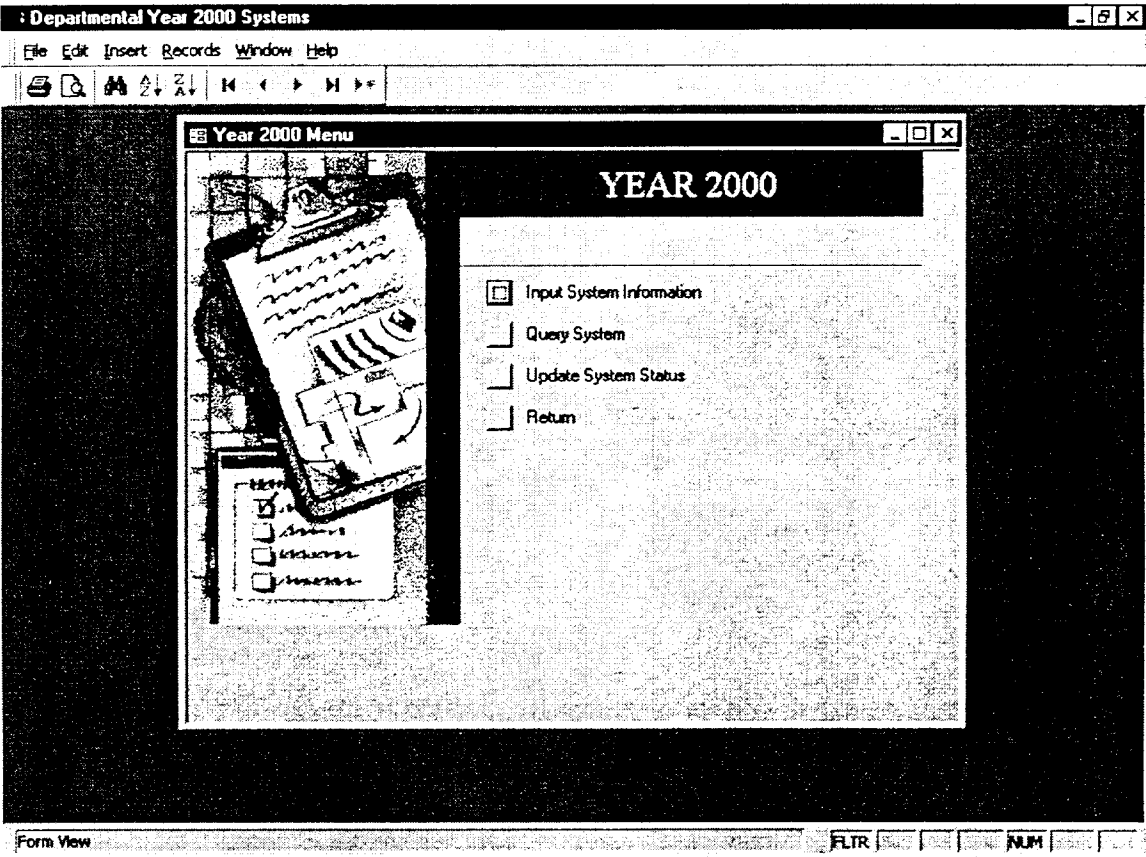 : Departmental Year 2000 Systems
File Edit Insert Records Window Help
Year 2000 Menu
YEAR 2000
Input System Information
Query System
Update System Status
Return
Form View FLTR NUM